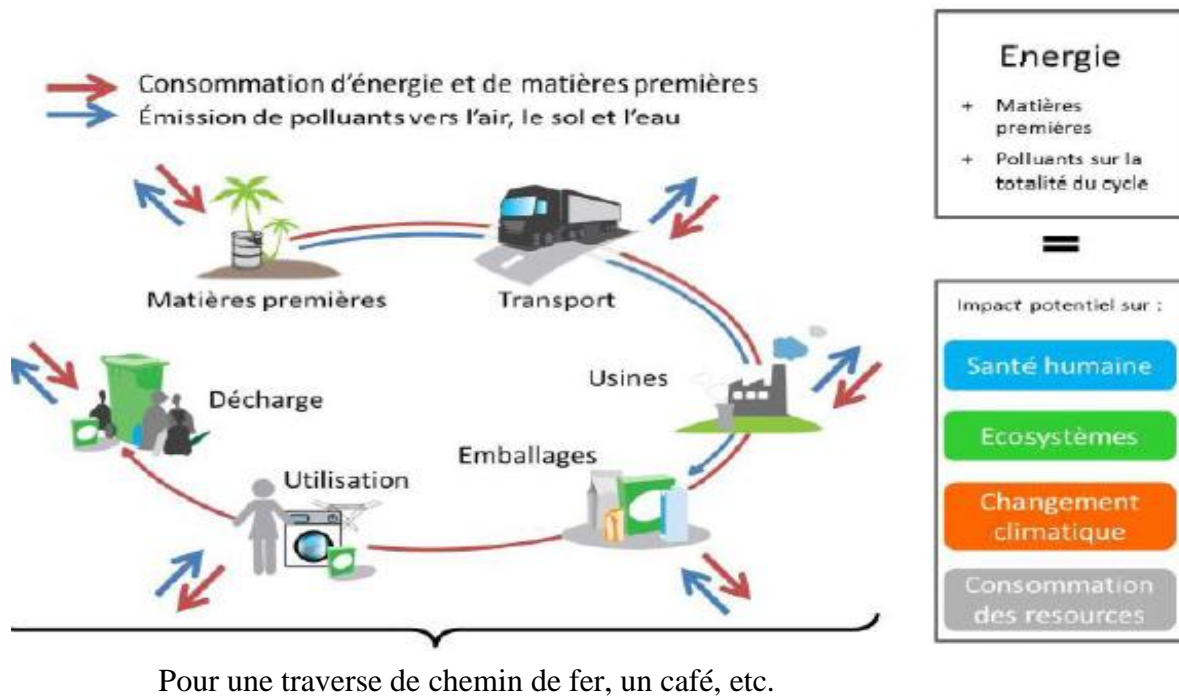 Consommation d'énergie et de matières premières
Émission de polluants vers l'air, le sol et l'eau
Matières premières
Transport
Usines
Emballages
Utilisation
Décharge
Energie
+ Matières
premières
+ Polluants sur la
totalité du cycle
=
Impact potentiel sur :
Santé humaine
Ecosystèmes
Changement
climatique
Consommation
des resources
Pour une traverse de chemin de fer, un café, etc.